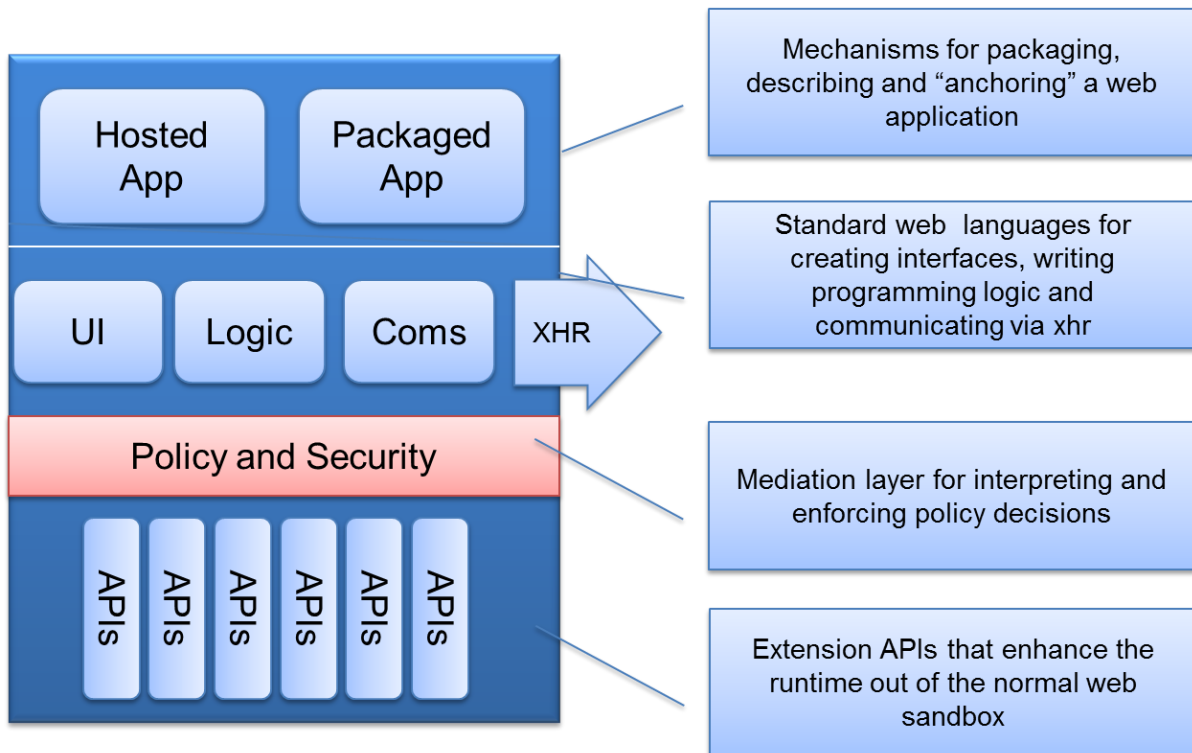 Hosted
App
Packaged
App
Mechanisms for packaging,
describing and “anchoring” a web
application
UI
Logic
Coms
XHR
Standard web languages for
creating interfaces, writing
programming logic and
communicating via xhr
Policy and Security
Mediation layer for interpreting and
enforcing policy decisions
APIs
APIs
APIs
APIs
APIs
APIs
Extension APIs that enhance the
runtime out of the normal web
sandbox